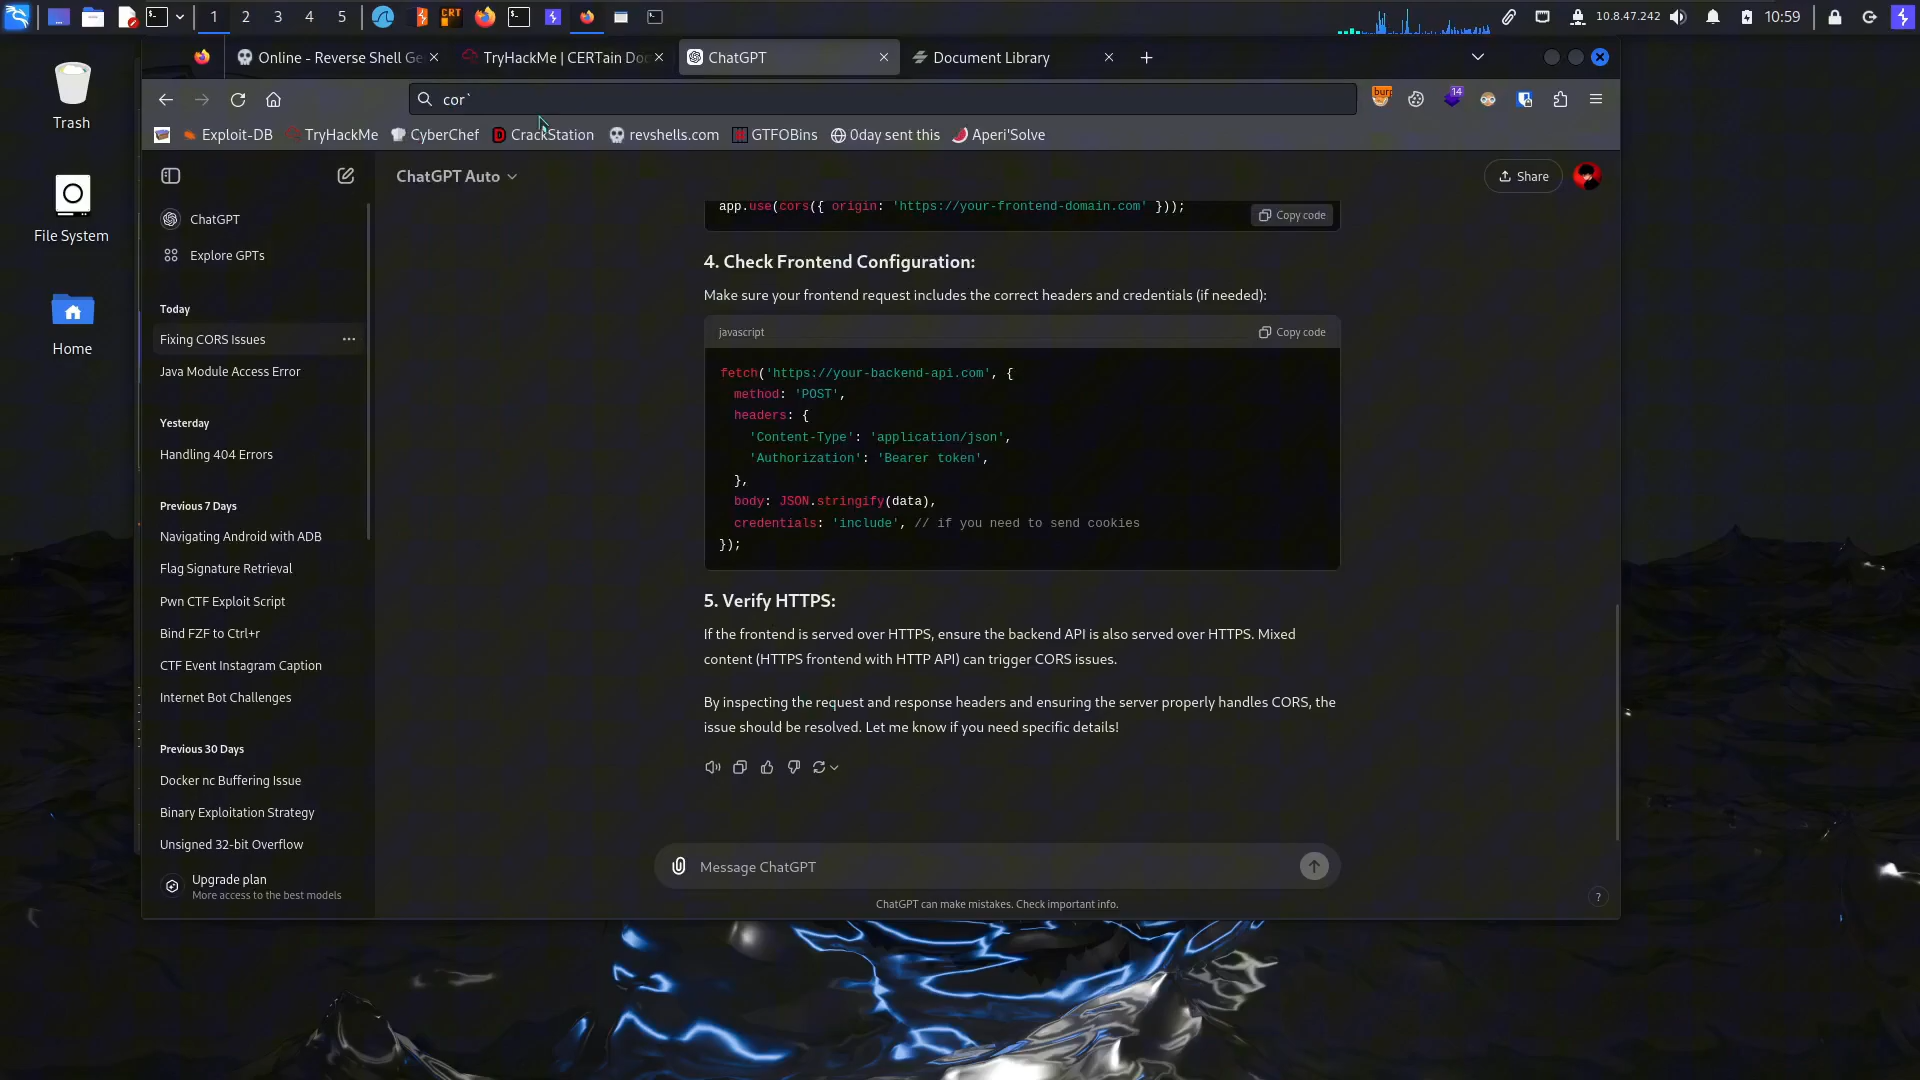 1 2 3 4 5
CRT
10.8.47.242
10:59
Trash
File System
Home
Online - Reverse Shell Ge
TryHackMe | CERTain Doc
ChatGPT
Document Library
cor`
burp
14
Exploit-DB
TryHackMe
CyberChef
CrackStation
revshells.com
GTFOBins
0day sent this
Aperi'Solve
ChatGPT
Explore GPTs
Today
Fixing CORS Issues
Java Module Access Error
Yesterday
Handling 404 Errors
Previous 7 Days
Navigating Android with ADB
Flag Signature Retrieval
Pwn CTF Exploit Script
Bind FZF to Ctrl+r
CTF Event Instagram Caption
Internet Bot Challenges
Previous 30 Days
Docker nc Buffering Issue
Binary Exploitation Strategy
Unsigned 32-bit Overflow
Upgrade plan
More access to the best models
ChatGPT Auto
Share
app.use(cors({ origin: 'https://your-frontend-domain.com' }));
Copy code
4. Check Frontend Configuration:
Make sure your frontend request includes the correct headers and credentials (if needed):
javascript
Copy code
fetch('https://your-backend-api.com', {
method: 'POST',
headers: {
'Content-Type': 'application/json',
'Authorization': 'Bearer token',
},
body: JSON.stringify(data),
credentials: 'include', // if you need to send cookies
});
5. Verify HTTPS:
If the frontend is served over HTTPS, ensure the backend API is also served over HTTPS. Mixed
content (HTTPS frontend with HTTP API) can trigger CORS issues.
By inspecting the request and response headers and ensuring the server properly handles CORS, the
issue should be resolved. Let me know if you need specific details!
Message ChatGPT
ChatGPT can make mistakes. Check important info.
?